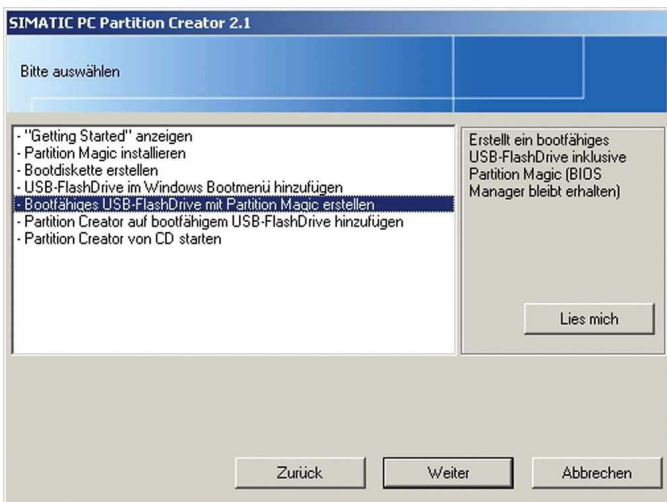 SIMATIC PC Partition Creator 2.1
Bitte auswählen
- "Getting Started" anzeigen
- Partition Magic installieren
- Bootdiskette erstellen
- USB-FlashDrive im Windows Bootmenü hinzufügen
- Bootfähiges USB-FlashDrive mit Partition Magic erstellen
- Partition Creator auf bootfähigem USB-FlashDrive hinzufügen
- Partition Creator von CD starten
Erstellt ein bootfähiges
USB-FlashDrive inklusive
Partition Magic (BIOS
Manager bleibt erhalten)
Lies mich
Zurück
Weiter
Abbrechen